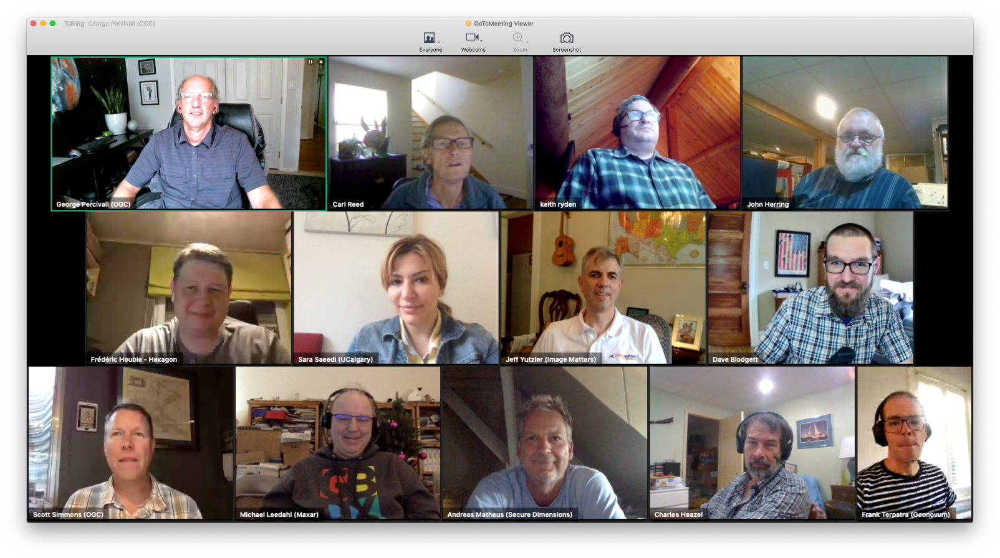 Talking: George Percivall (OGC)
GoToMeeting Viewer
Everyone
Webcams
Zoom
Screenshot
George Percivall (OGC)
Carl Reed
keith ryden
John Herring
Frédéric Houbie - Hexagon
Sara Saeedi (UCalgary)
Jeff Yutzler (Image Matters)
Dave Blodgett
Scott Simmons (OGC)
Michael Leedahl (Maxar)
Andreas Matheus (Secure Dimensions)
Charles Heazel
Frank Terpstra (Geonovum)